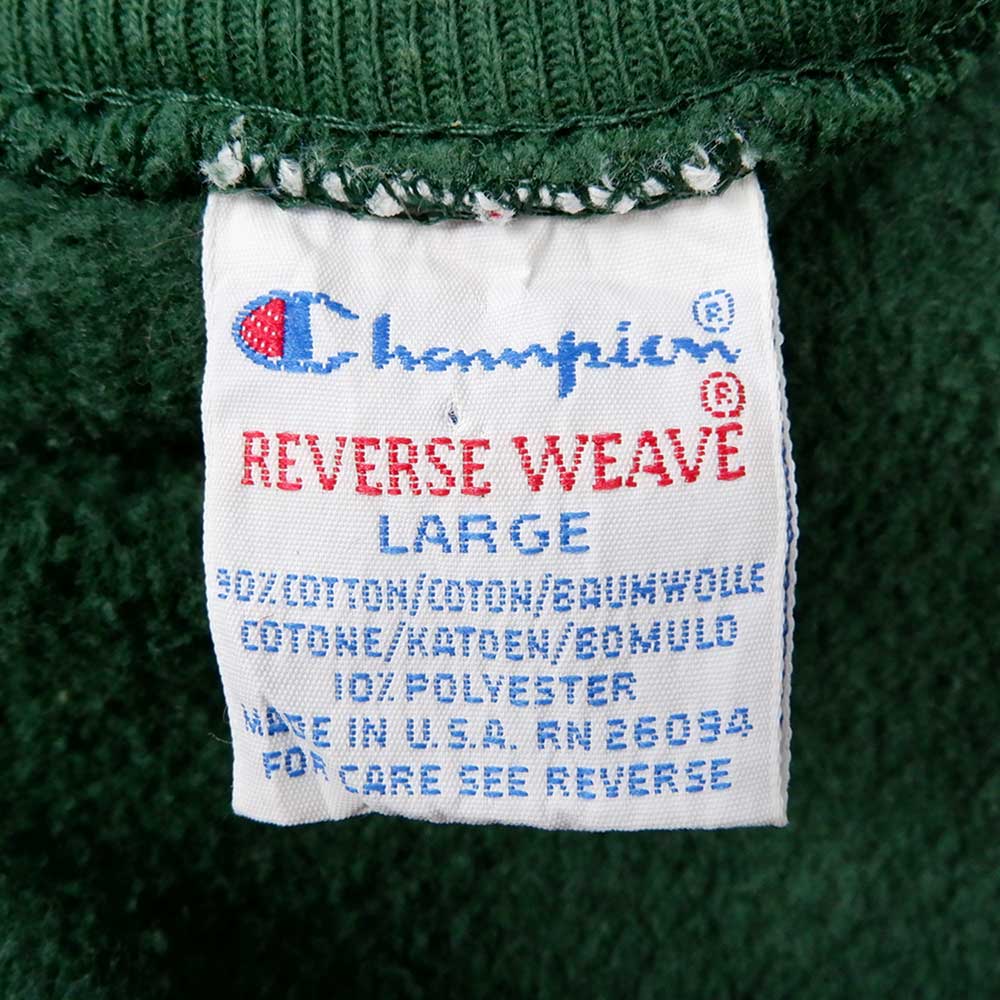 Champion ®
®
REVERSE WEAVE
LARGE
90% COTTON/COTON/BAUMWOLLE
COTONE/KATOEN/BOMULD
10% POLYESTER
MADE IN U.S.A. RN 26094
FOR CARE SEE REVERSE